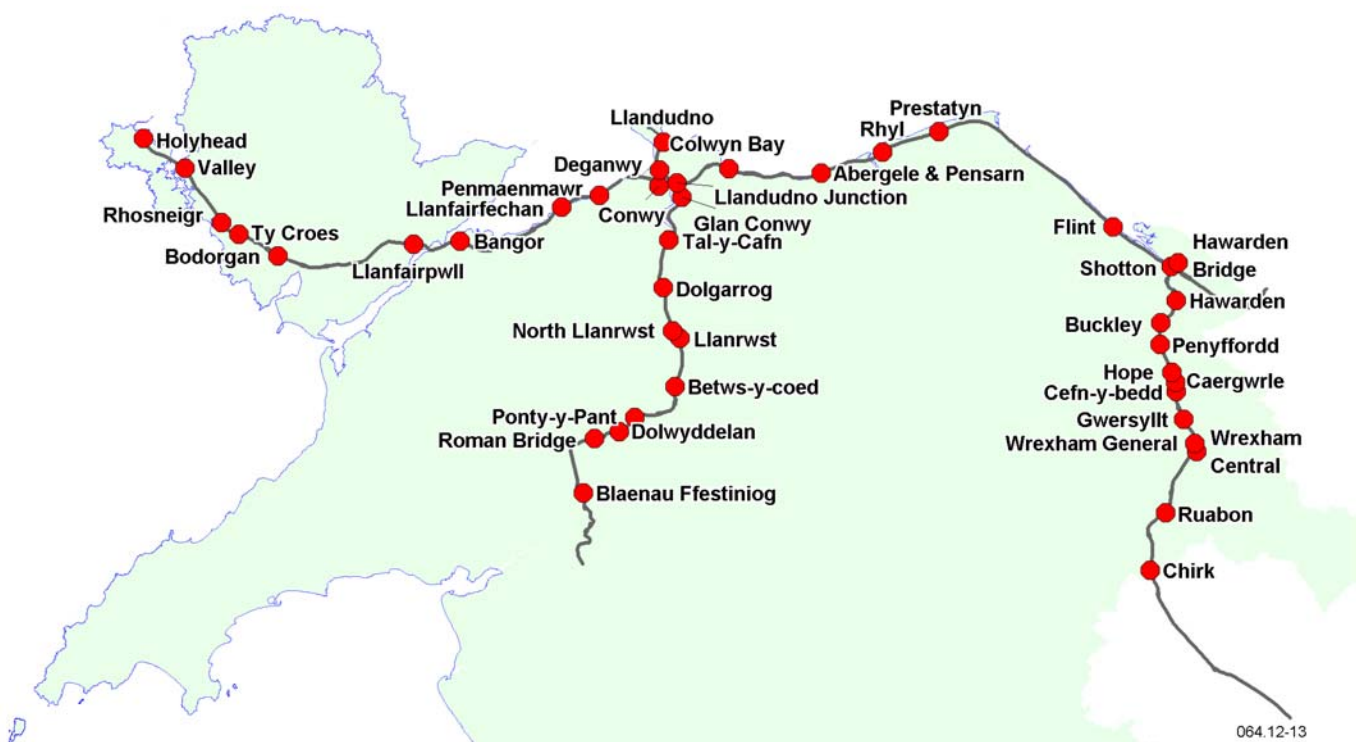 Llandudno
Prestatyn
Holyhead
Colwyn Bay
Rhyl
Valley
Deganwy
Abergele & Pensarn
Penmaenmawr
Llandudno Junction
Llanfairfechan
Conwy
Rhosneigr
Glan Conwy
Flint
Ty Croes
Bangor
Tal-y-Cafn
Hawarden
Bridge
Bodorgan
Llanfairpwll
Shotton
Dolgarrog
Hawarden
Buckley
North Llanrwst
Llanrwst
Penyffordd
Hope
Caergwrle
Betws-y-coed
Cefn-y-bedd
Ponty-y-Pant
Gwersyllt
Dolwyddelan
Roman Bridge
Wrexham General
Wrexham
Central
Blaenau Ffestiniog
Ruabon
Chirk
064.12-13